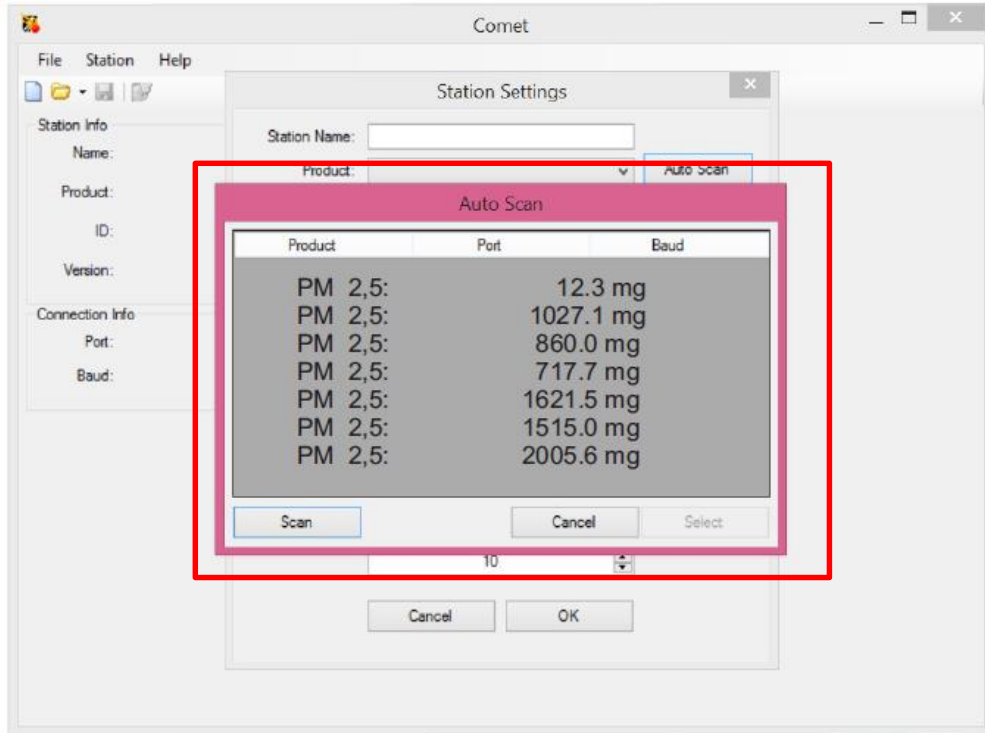 Comet
File Station Help
Station Settings
Station Info
Name:
Product:
ID:
Version:
Connection Info
Port:
Baud:
Station Name:
Product:
Auto Scan
Auto Scan
Product Port Baud
PM 2,5: 12.3 mg
PM 2,5: 1027.1 mg
PM 2,5: 860.0 mg
PM 2,5: 717.7 mg
PM 2,5: 1621.5 mg
PM 2,5: 1515.0 mg
PM 2,5: 2005.6 mg
Scan Cancel Select
10
Cancel OK